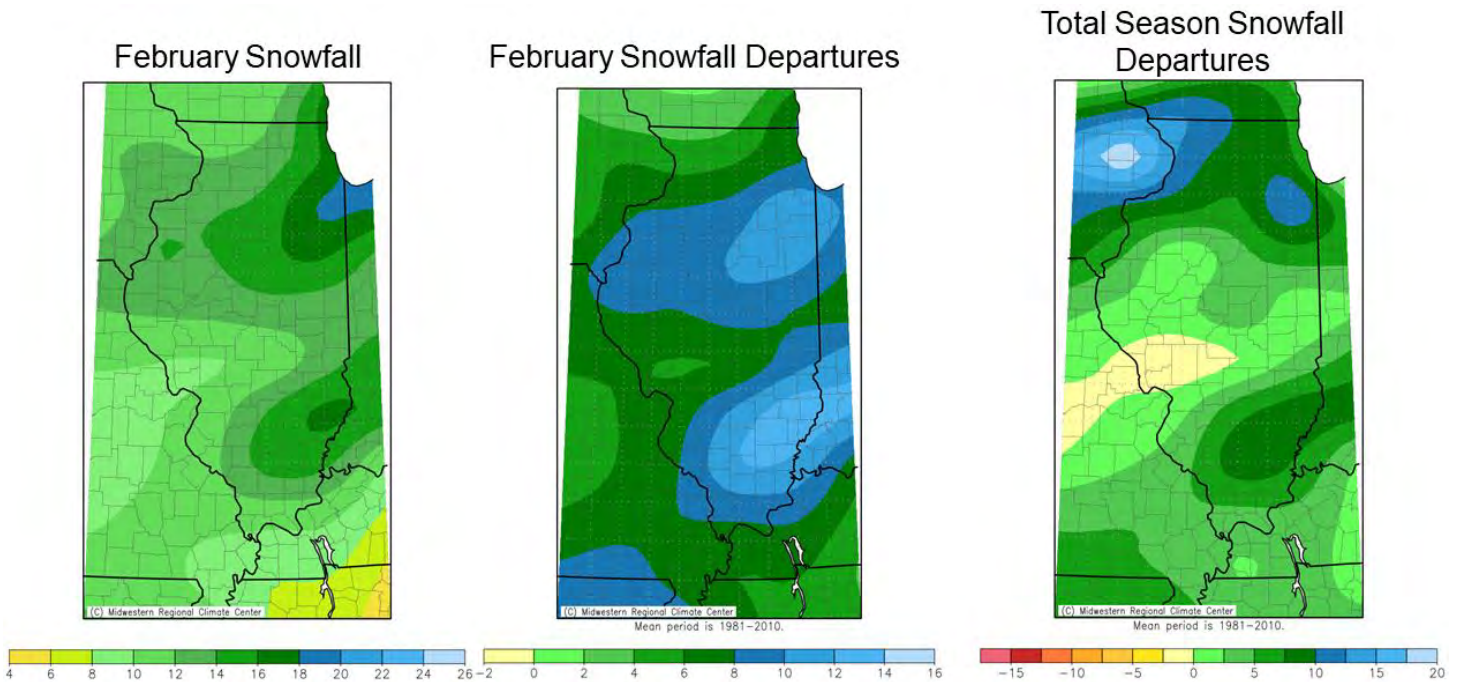 February Snowfall
February Snowfall Departures
Total Season Snowfall
Departures
(C) Midwestern Regional Climate Center
(C) Midwestern Regional Climate Center
Mean period is 1981-2010.
(C) Midwestern Regional Climate Center
Mean period is 1981-2010.
4 6 8 10 12 14 16 18 20 22 24 26
-2 0 2 4 6 8 10 12 14 16
-15 -10 -5 0 5 10 15 20